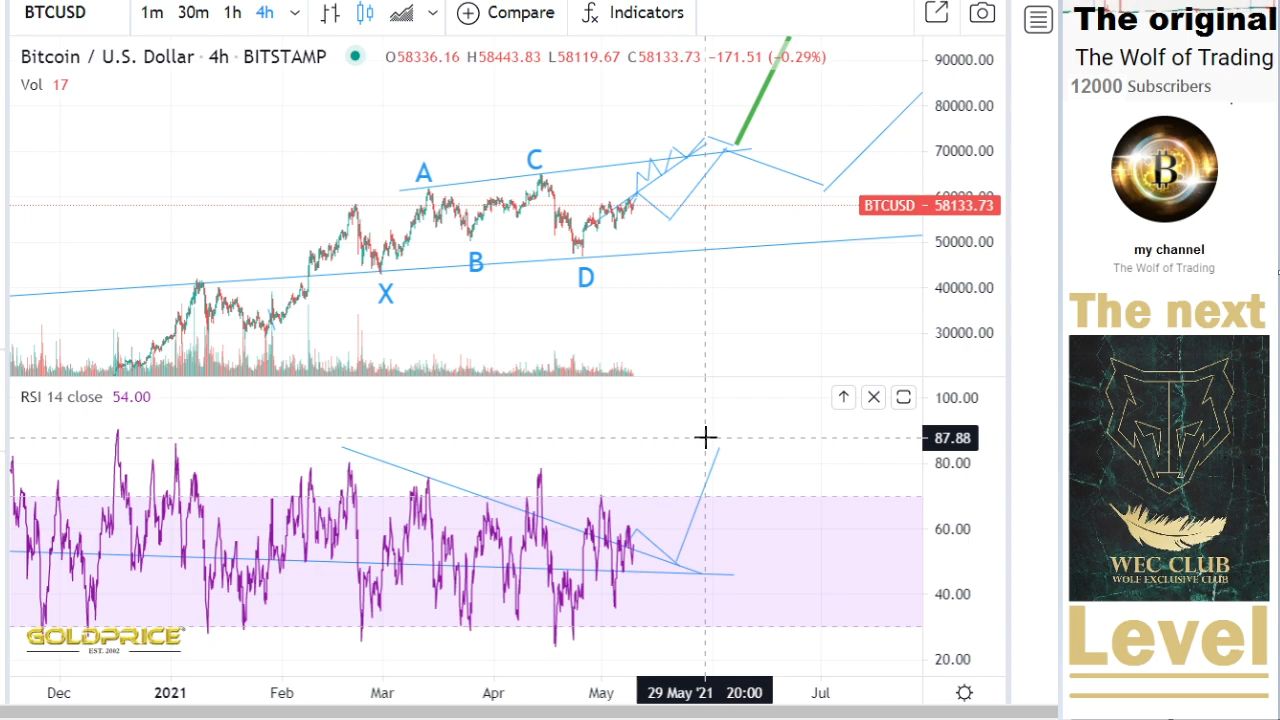 BTCUSD 1m 30m 1h 4h Compare Indicators
Bitcoin / U.S. Dollar · 4h · BITSTAMP O58336.16 H58443.83 L58119.67 C58133.73 −171.51 (−0.29%)
Vol 17
90000.00
80000.00
70000.00
BTCUSD 58133.73
50000.00
40000.00
30000.00
A
C
B
X
D
RSI 14 close 54.00
100.00
87.88
80.00
60.00
40.00
20.00
GOLDPRICE
EST. 2002
Dec 2021 Feb Mar Apr May 29 May '21 20:00 Jul
The original
The Wolf of Trading
12000 Subscribers
B
my channel
The Wolf of Trading
The next
WEC CLUB
WOLF EXCLUSIVE CLUB
Level